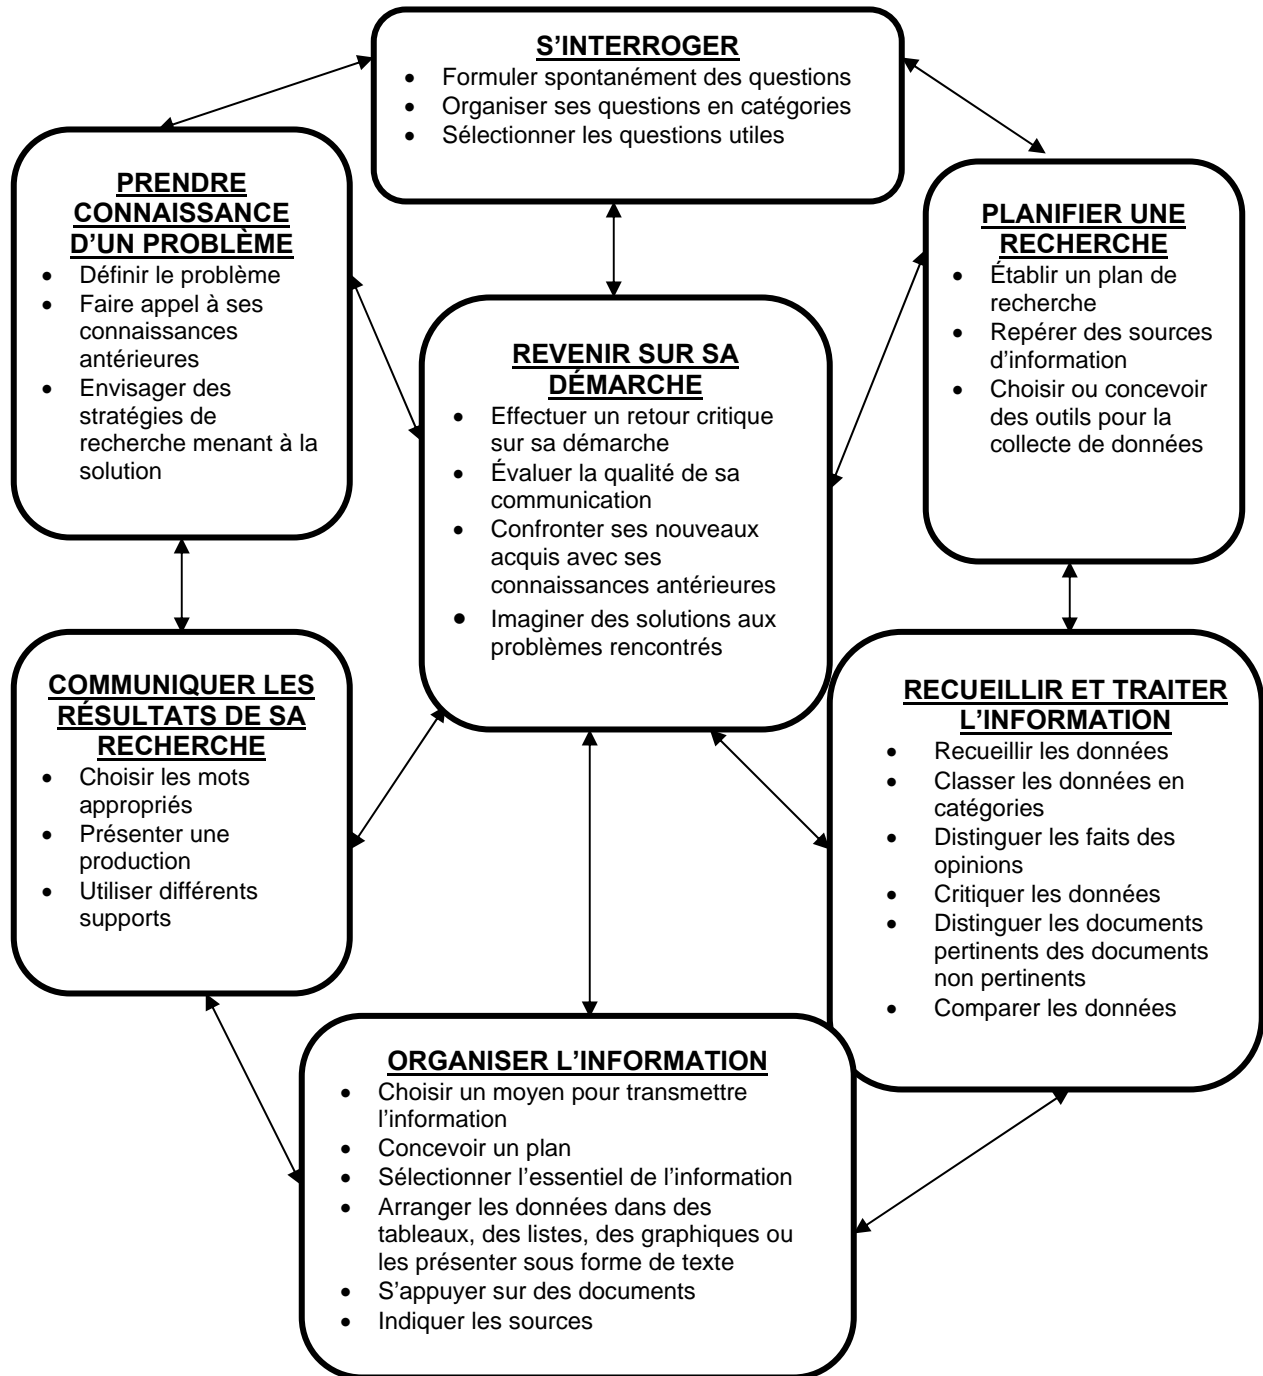 S’INTERROGER
• Formuler spontanément des questions
• Organiser ses questions en catégories
• Sélectionner les questions utiles
PRENDRE
CONNAISSANCE
D’UN PROBLÈME
• Définir le problème
• Faire appel à ses
connaissances
antérieures
• Envisager des
stratégies de
recherche menant à la
solution
PLANIFIER UNE
RECHERCHE
• Établir un plan de
recherche
• Repérer des sources
d’information
• Choisir ou concevoir
des outils pour la
collecte de données
REVENIR SUR SA
DÉMARCHE
• Effectuer un retour critique
sur sa démarche
• Évaluer la qualité de sa
communication
• Confronter ses nouveaux
acquis avec ses
connaissances antérieures
• Imaginer des solutions aux
problèmes rencontrés
COMMUNIQUER LES
RÉSULTATS DE SA
RECHERCHE
• Choisir les mots
appropriés
• Présenter une
production
• Utiliser différents
supports
RECUEILLIR ET TRAITER
L’INFORMATION
• Recueillir les données
• Classer les données en
catégories
• Distinguer les faits des
opinions
• Critiquer les données
• Distinguer les documents
pertinents des documents
non pertinents
• Comparer les données
ORGANISER L’INFORMATION
• Choisir un moyen pour transmettre
l’information
• Concevoir un plan
• Sélectionner l’essentiel de l’information
• Arranger les données dans des
tableaux, des listes, des graphiques ou
les présenter sous forme de texte
• S’appuyer sur des documents
• Indiquer les sources